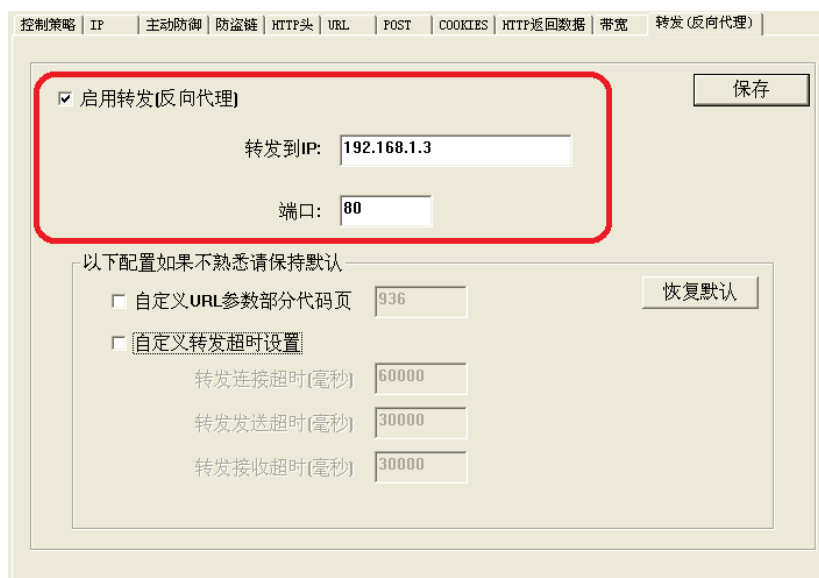 控制策略 IP 主动防御 防盗链 HTTP头 URL POST COOKIES HTTP返回数据 带宽 转发(反向代理)
启用转发(反向代理) 保存
转发到IP: 192.168.1.3
端口: 80
以下配置如果不熟悉请保持默认
自定义URL参数部分代码页 936 恢复默认
自定义转发超时设置
转发连接超时(毫秒) 60000
转发发送超时(毫秒) 30000
转发接收超时(毫秒) 30000